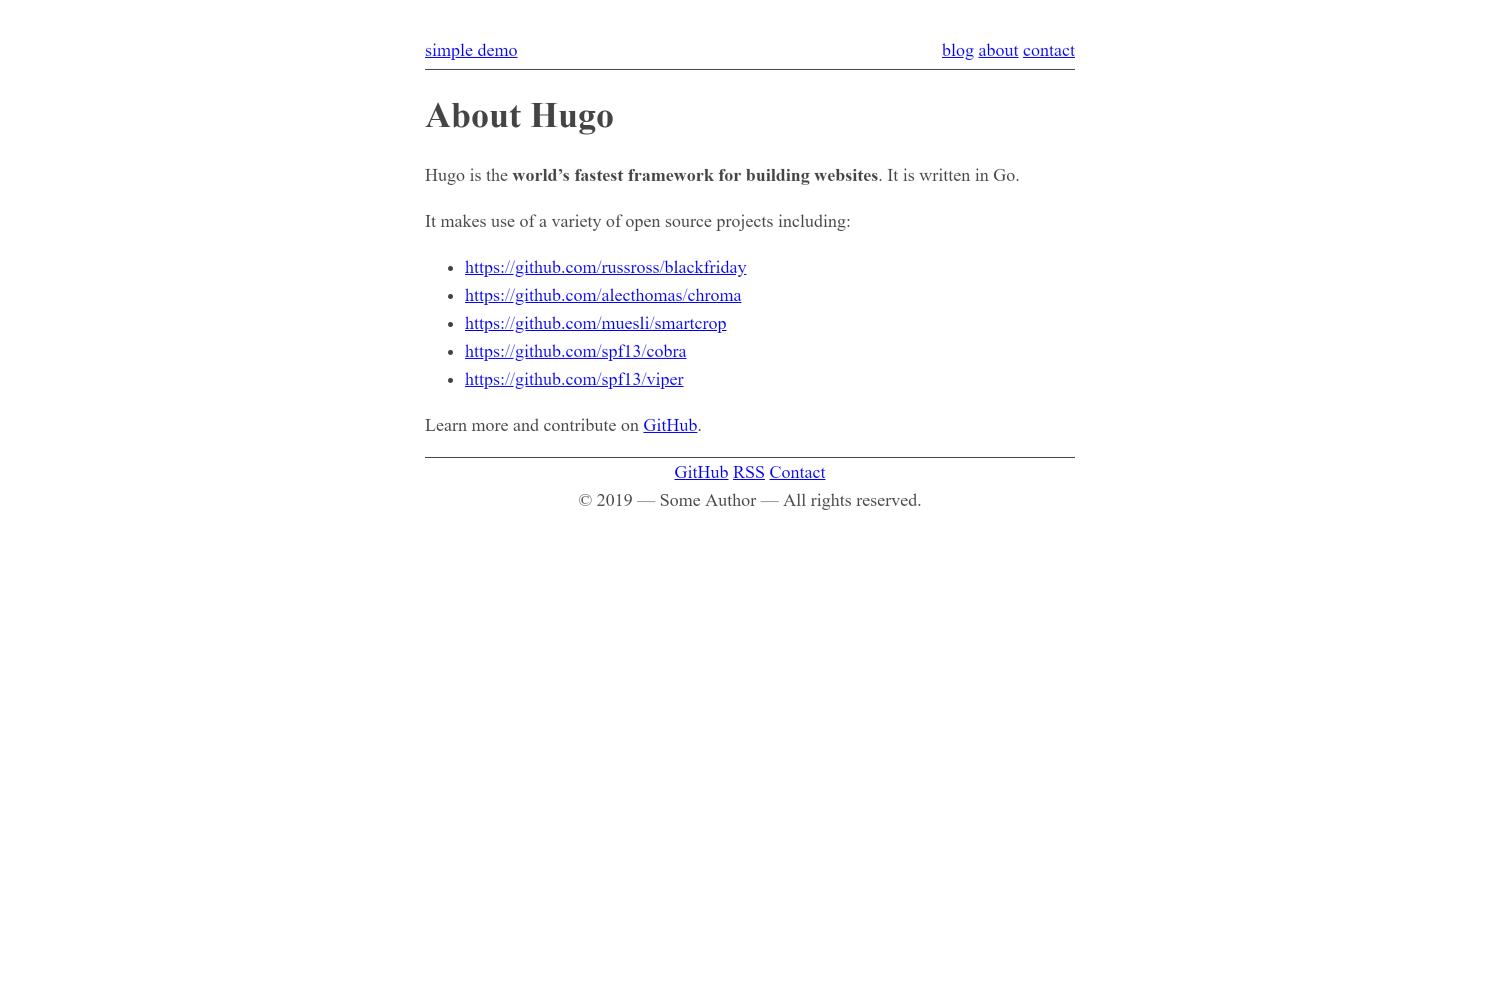 simple demo blog about contact
About Hugo
Hugo is the world’s fastest framework for building websites. It is written in Go.
It makes use of a variety of open source projects including:
https://github.com/russross/blackfriday
https://github.com/alecthomas/chroma
https://github.com/muesli/smartcrop
https://github.com/spf13/cobra
https://github.com/spf13/viper
Learn more and contribute on GitHub.
GitHub RSS Contact
© 2019 — Some Author — All rights reserved.